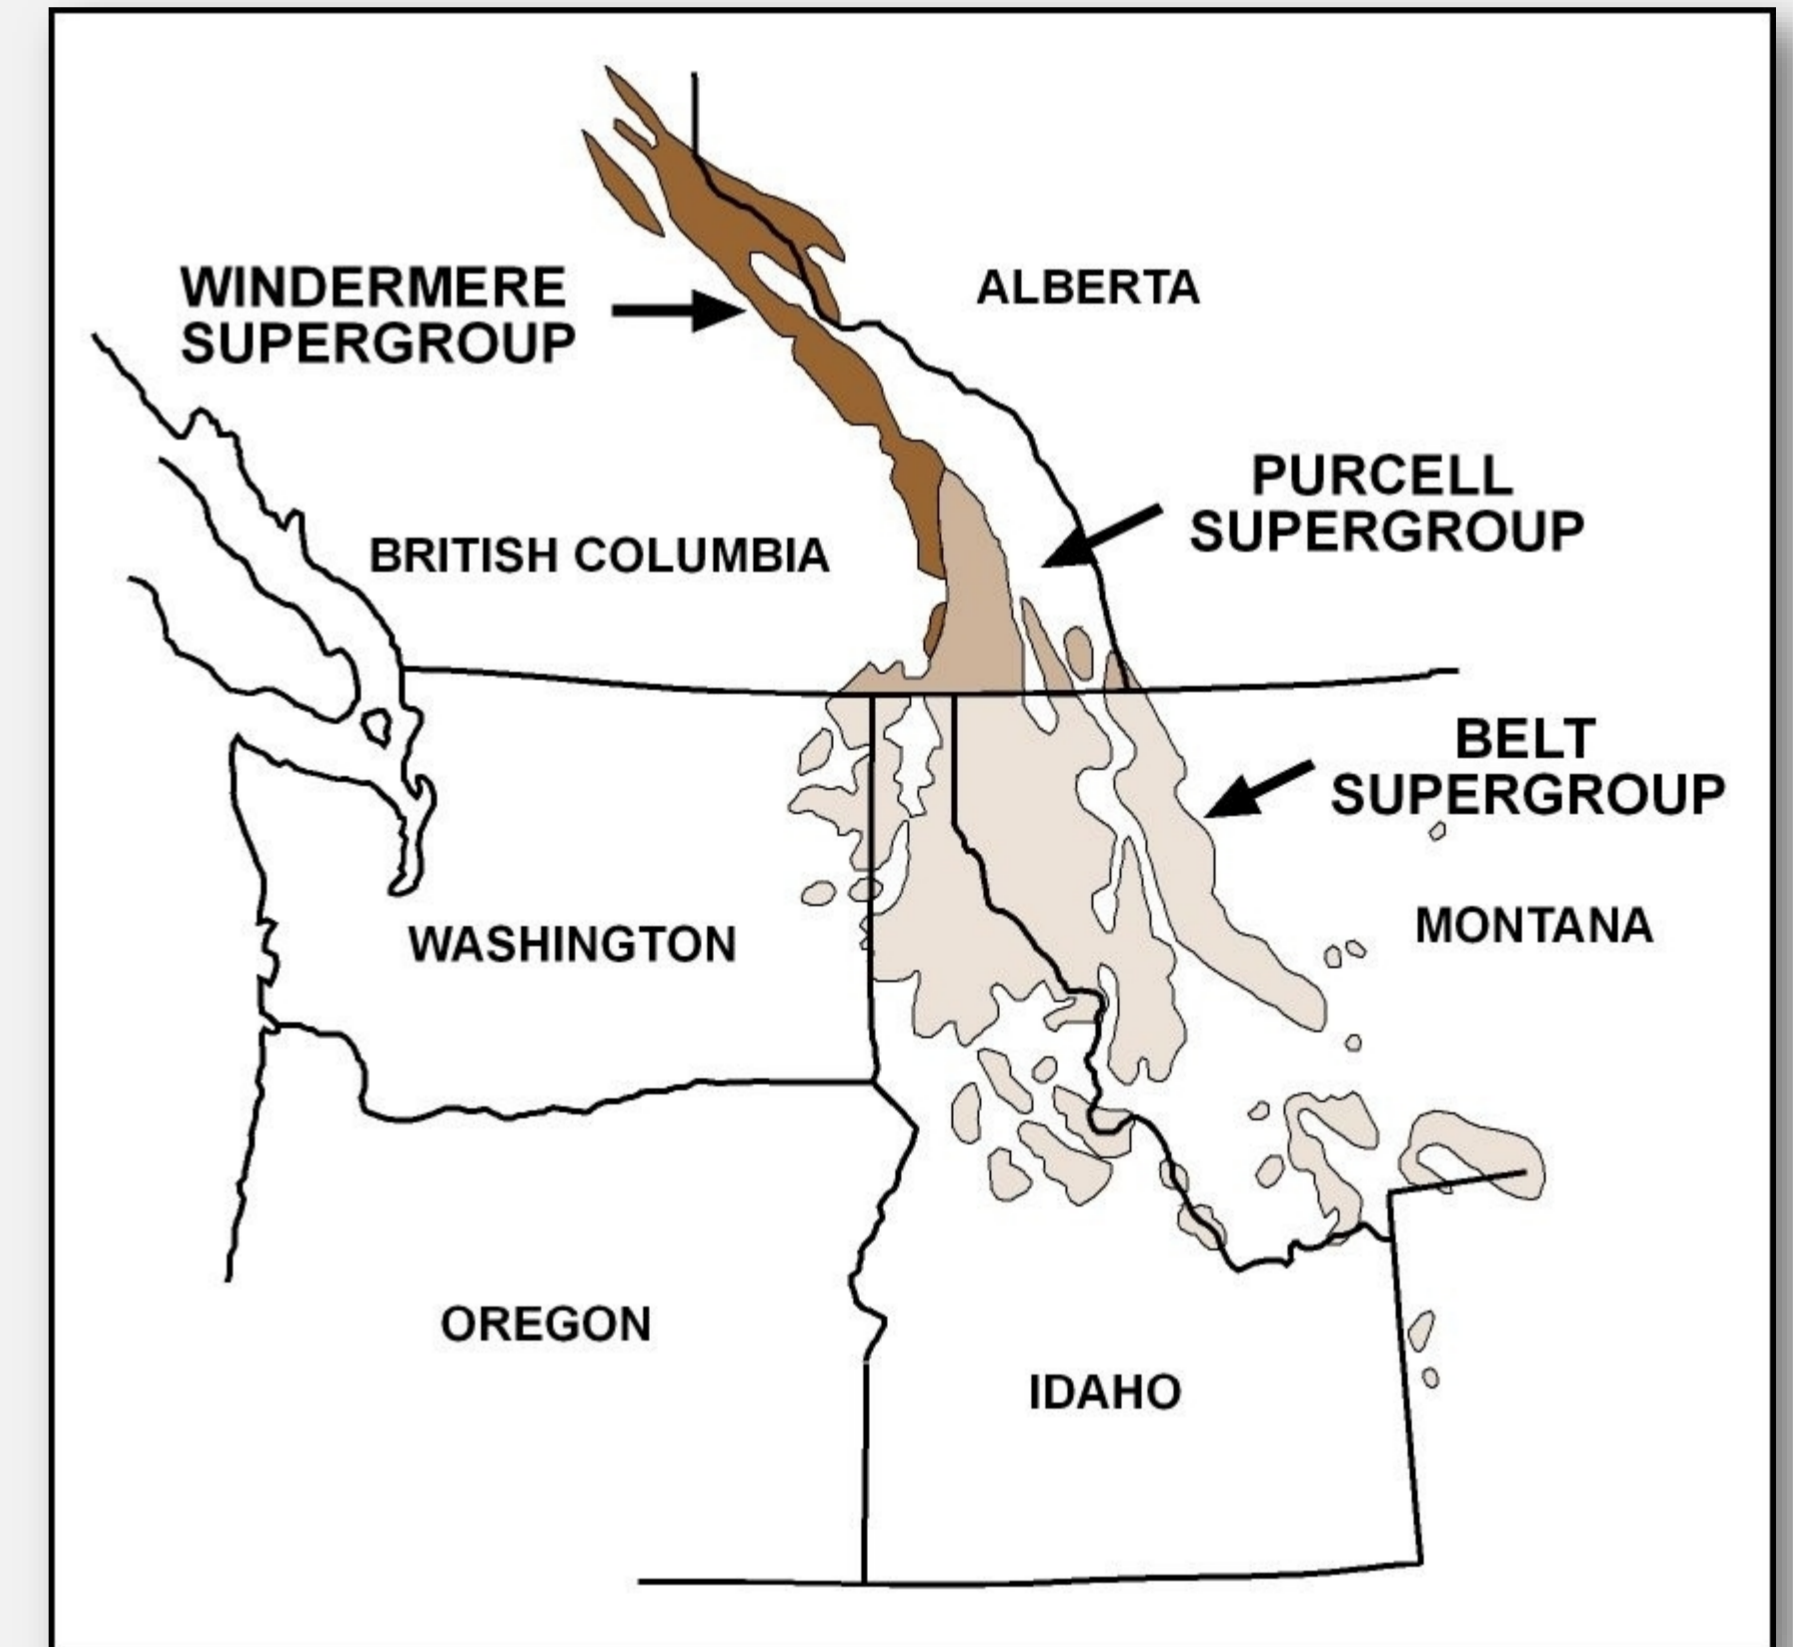 WINDERMERE
SUPERGROUP
ALBERTA
PURCELL
SUPERGROUP
BRITISH COLUMBIA
BELT
SUPERGROUP
MONTANA
WASHINGTON
OREGON
IDAHO